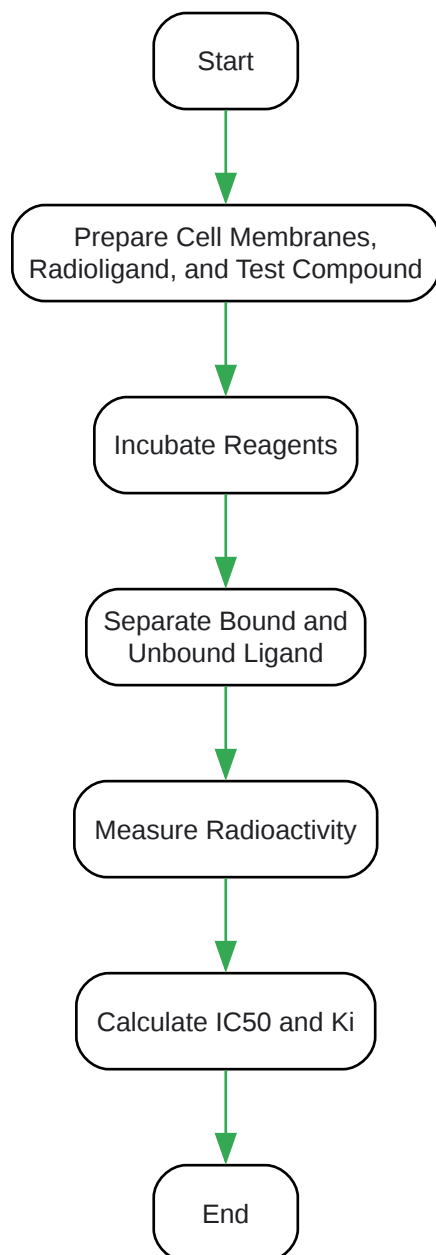 Start
Prepare Cell Membranes,
Radioligand, and Test Compound
Incubate Reagents
Separate Bound and
Unbound Ligand
Measure Radioactivity
Calculate IC50 and Ki
End